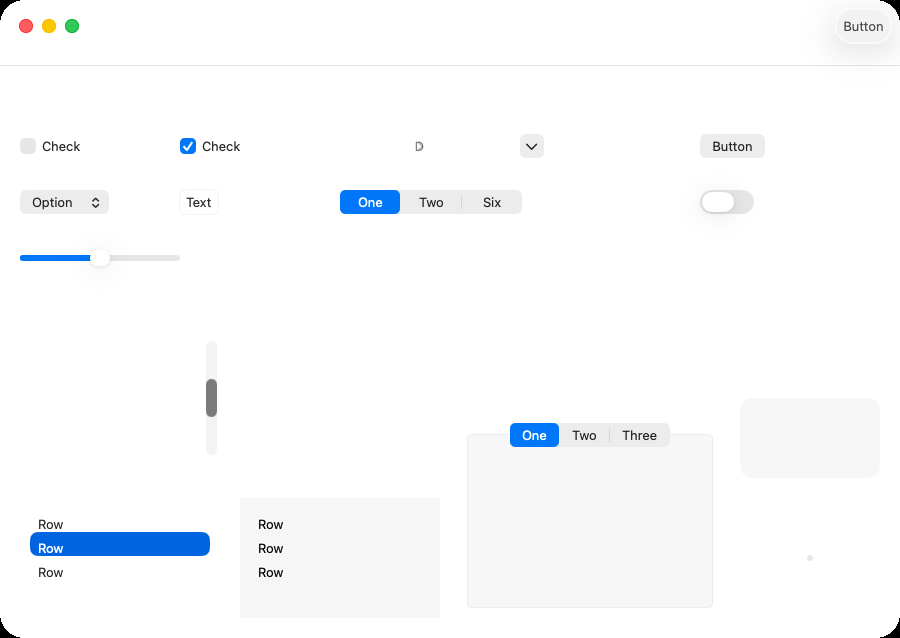 Button
Check
Check
Button
Option
Text
One Two Six
One Two Three
Row
Row
Row
Row
Row
Row